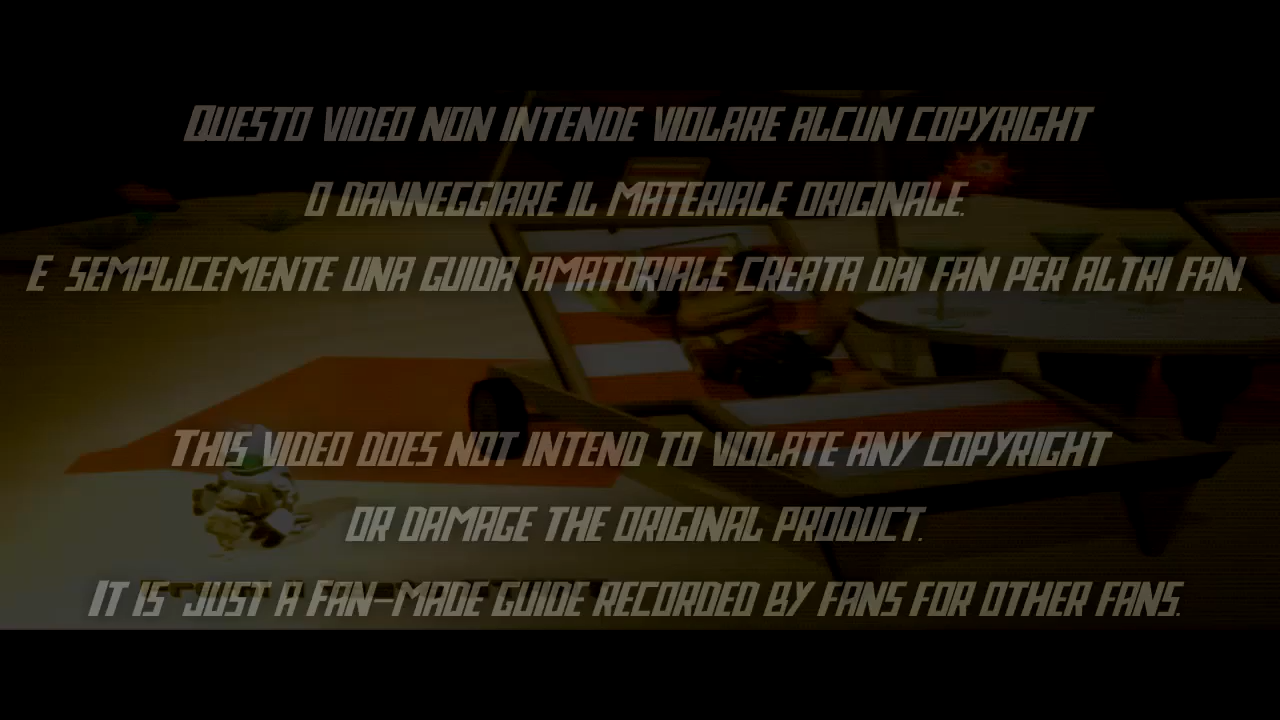 Questo video non intende violare alcun copyright
o danneggiare il materiale originale.
E semplicemente una guida amatoriale creata dai fan per altri fan.
This video does not intend to violate any copyright
or damage the original product.
It is just a Fan-made guide recorded by fans for other fans.